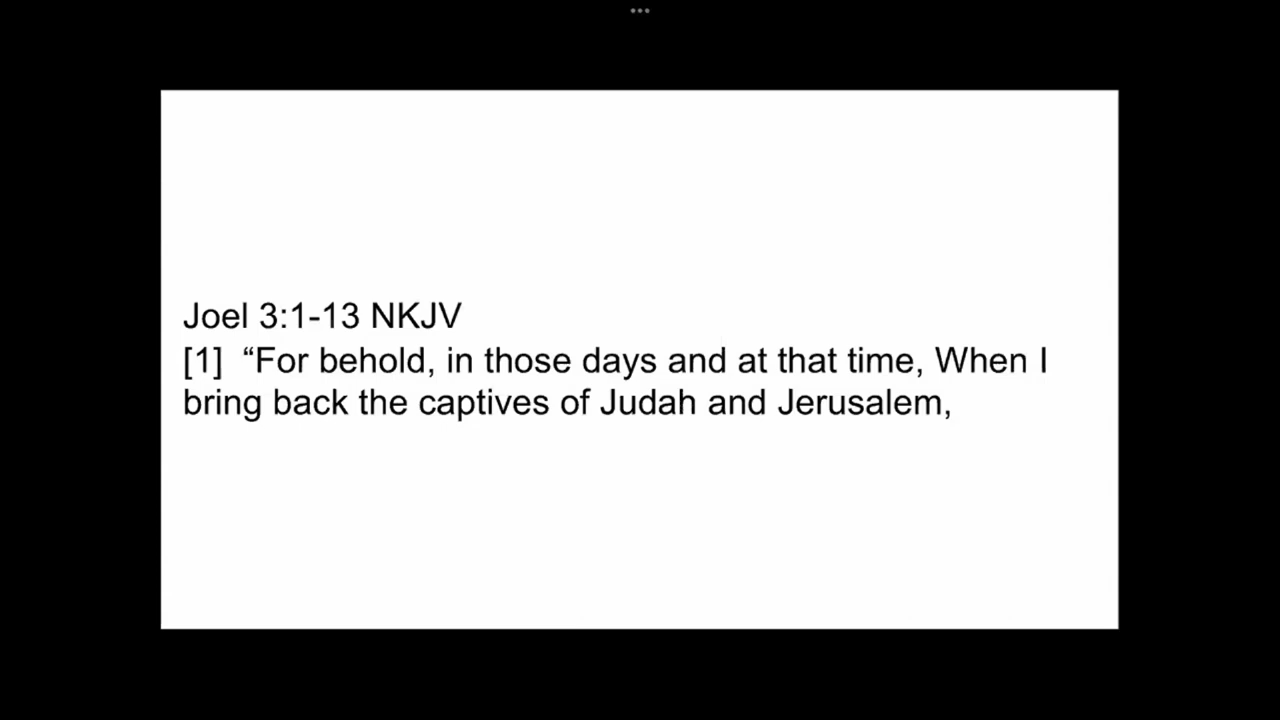 Joel 3:1-13 NKJV
[1]  “For behold, in those days and at that time, When I
bring back the captives of Judah and Jerusalem,